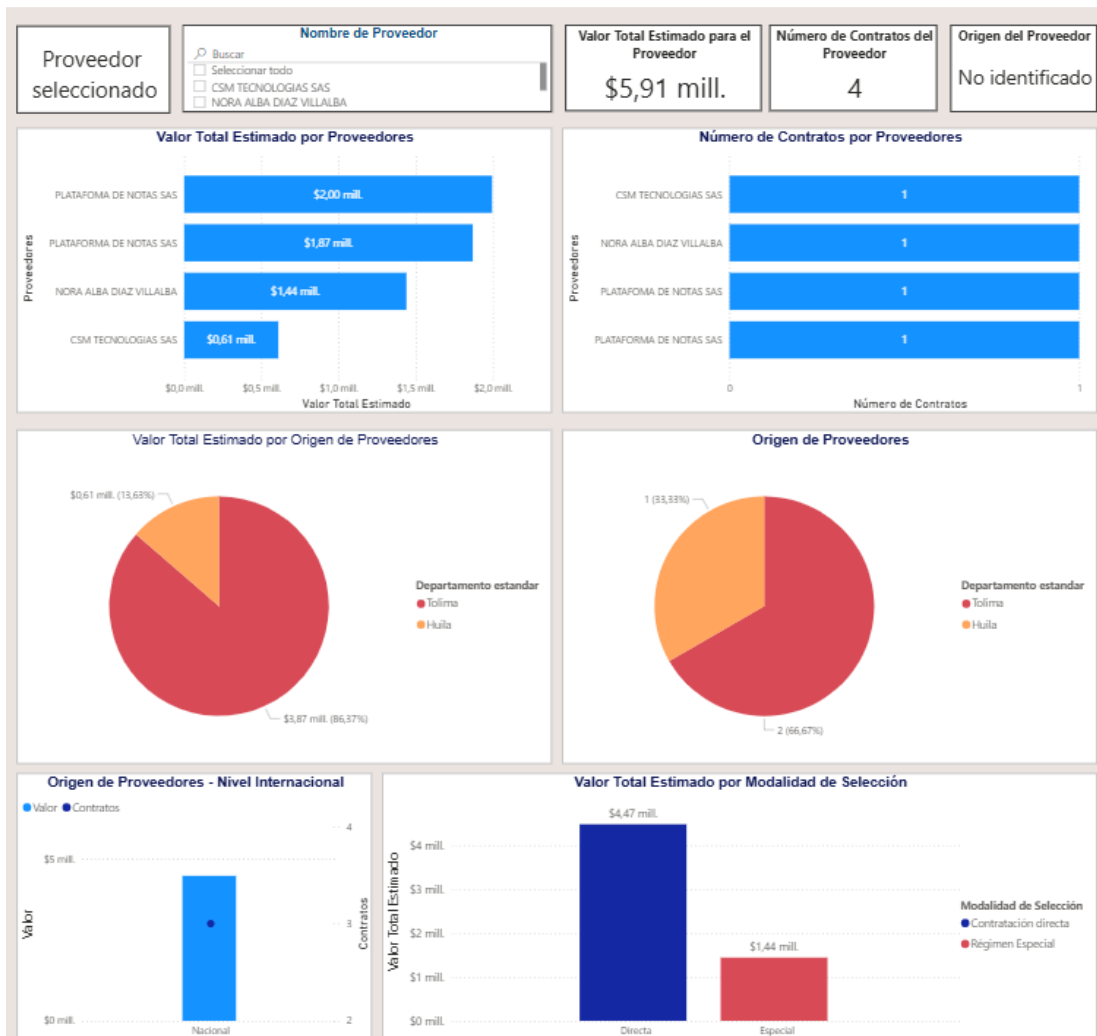 Proveedor
seleccionado
Nombre de Proveedor
Buscar
Seleccionar todo
CSM TECNOLOGIAS SAS
NORA ALBA DIAZ VILLALBA
Valor Total Estimado para el
Proveedor
$5,91 mill.
Número de Contratos del
Proveedor
4
Origen del Proveedor
No identificado
Valor Total Estimado por Proveedores
Proveedores
PLATAFOMA DE NOTAS SAS
$2,00 mill.
PLATAFORMA DE NOTAS SAS
$1,87 mill.
NORA ALBA DIAZ VILLALBA
$1,44 mill.
CSM TECNOLOGIAS SAS
$0,61 mill.
$0,0 mill.
$0,5 mill.
$1,0 mill.
$1,5 mill.
$2,0 mill.
Valor Total Estimado
Número de Contratos por Proveedores
Proveedores
CSM TECNOLOGIAS SAS
1
NORA ALBA DIAZ VILLALBA
1
PLATAFOMA DE NOTAS SAS
1
PLATAFORMA DE NOTAS SAS
1
0
1
Número de Contratos
Valor Total Estimado por Origen de Proveedores
$0,61 mill. (13,63%)
$3,87 mill. (86,37%)
Departamento estandar
Tolima
Huila
Origen de Proveedores
1 (33,33%)
2 (66,67%)
Departamento estandar
Tolima
Huila
Origen de Proveedores - Nivel Internacional
Valor
Contratos
Valor
$5 mill.
$0 mill.
4
3
2
Contratos
Nacional
Valor Total Estimado por Modalidad de Selección
Valor Total Estimado
$4 mill.
$3 mill.
$2 mill.
$1 mill.
$0 mill.
$4,47 mill.
$1,44 mill.
Directa
Especial
Modalidad de Selección
Contratación directa
Régimen Especial